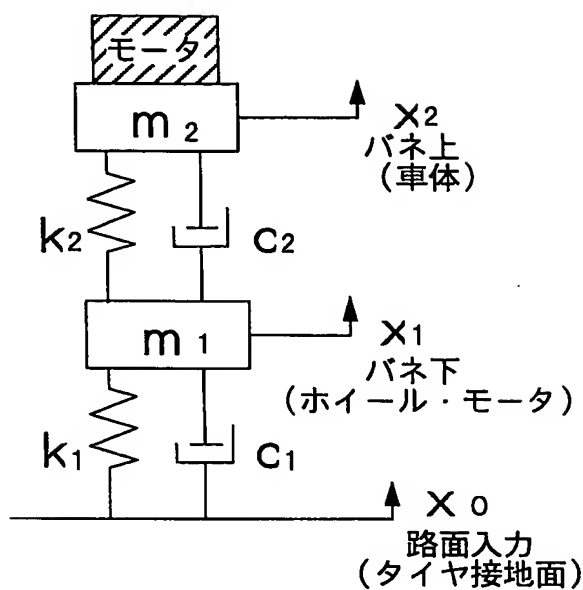 モータ
m2
x2
バネ上
(車体)
k2
c2
m1
x1
バネ下
(ホイール・モータ)
k1
c1
x0
路面入力
(タイヤ接地面)